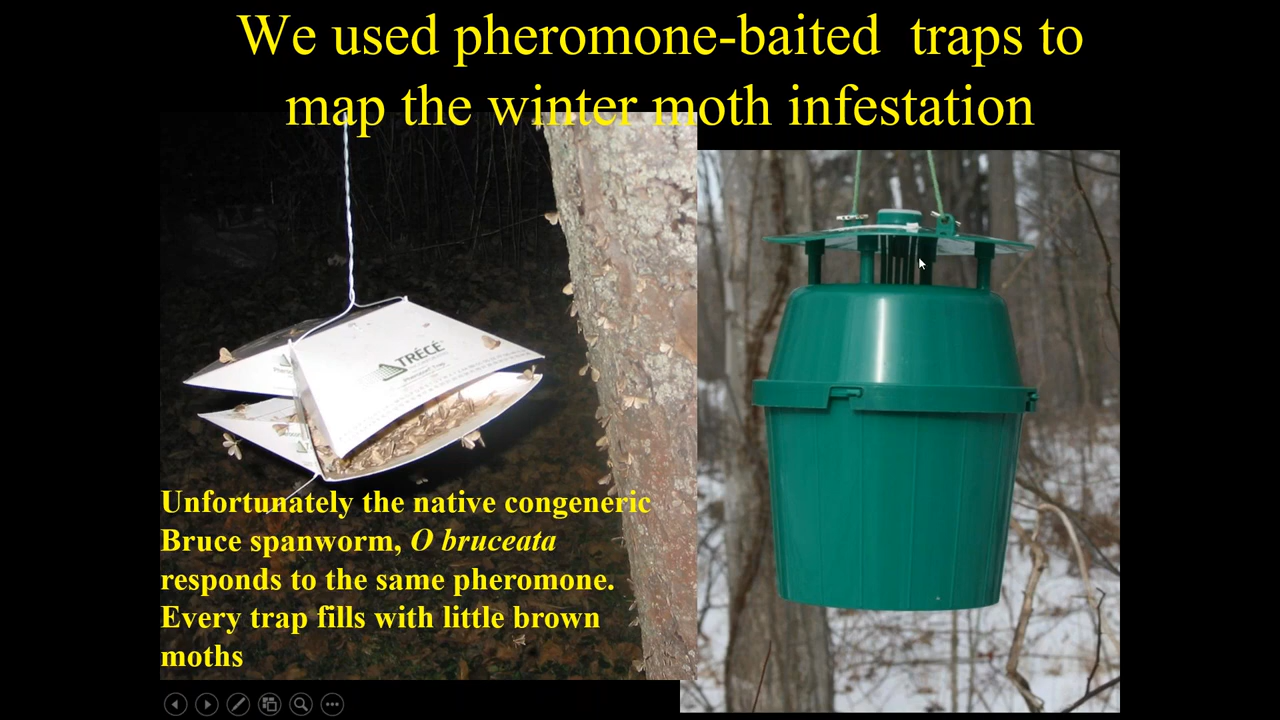 We used pheromone-baited  traps to
map the winter moth infestation
TRÉCÉ
Unfortunately the native congeneric
Bruce spanworm, O bruceata
responds to the same pheromone.
Every trap fills with little brown
moths